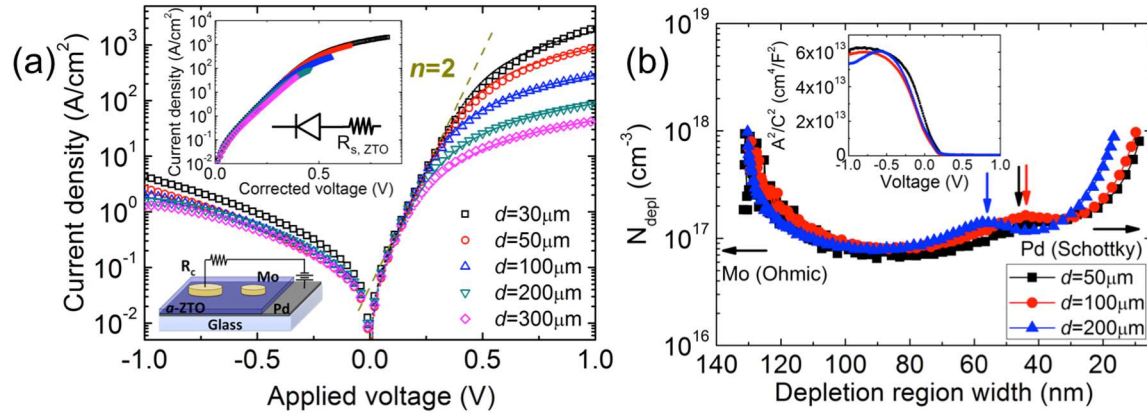 (a)
Current density (A/cm²)
10³
10²
10¹
10⁰
10⁻¹
10⁻²
-1.0
-0.5
0.0
0.5
1.0
Applied voltage (V)
n=2
d=30μm
d=50μm
d=100μm
d=200μm
d=300μm
Current density (A/cm²)
10³
10²
10¹
10⁰
10⁻¹
10⁻²
0.0
0.5
Corrected voltage (V)
R_s, ZTO
R_c
Mo
a-ZTO
Pd
Glass
(b)
N_depl (cm⁻³)
10¹⁹
10¹⁸
10¹⁷
10¹⁶
140
120
100
80
60
40
20
Depletion region width (nm)
A²/C² (cm⁴/F²)
6x10¹³
3x10¹³
0
-1.0
-0.5
0.0
0.5
1.0
Voltage (V)
Mo (Ohmic)
Pd (Schottky)
d=50μm
d=100μm
d=200μm